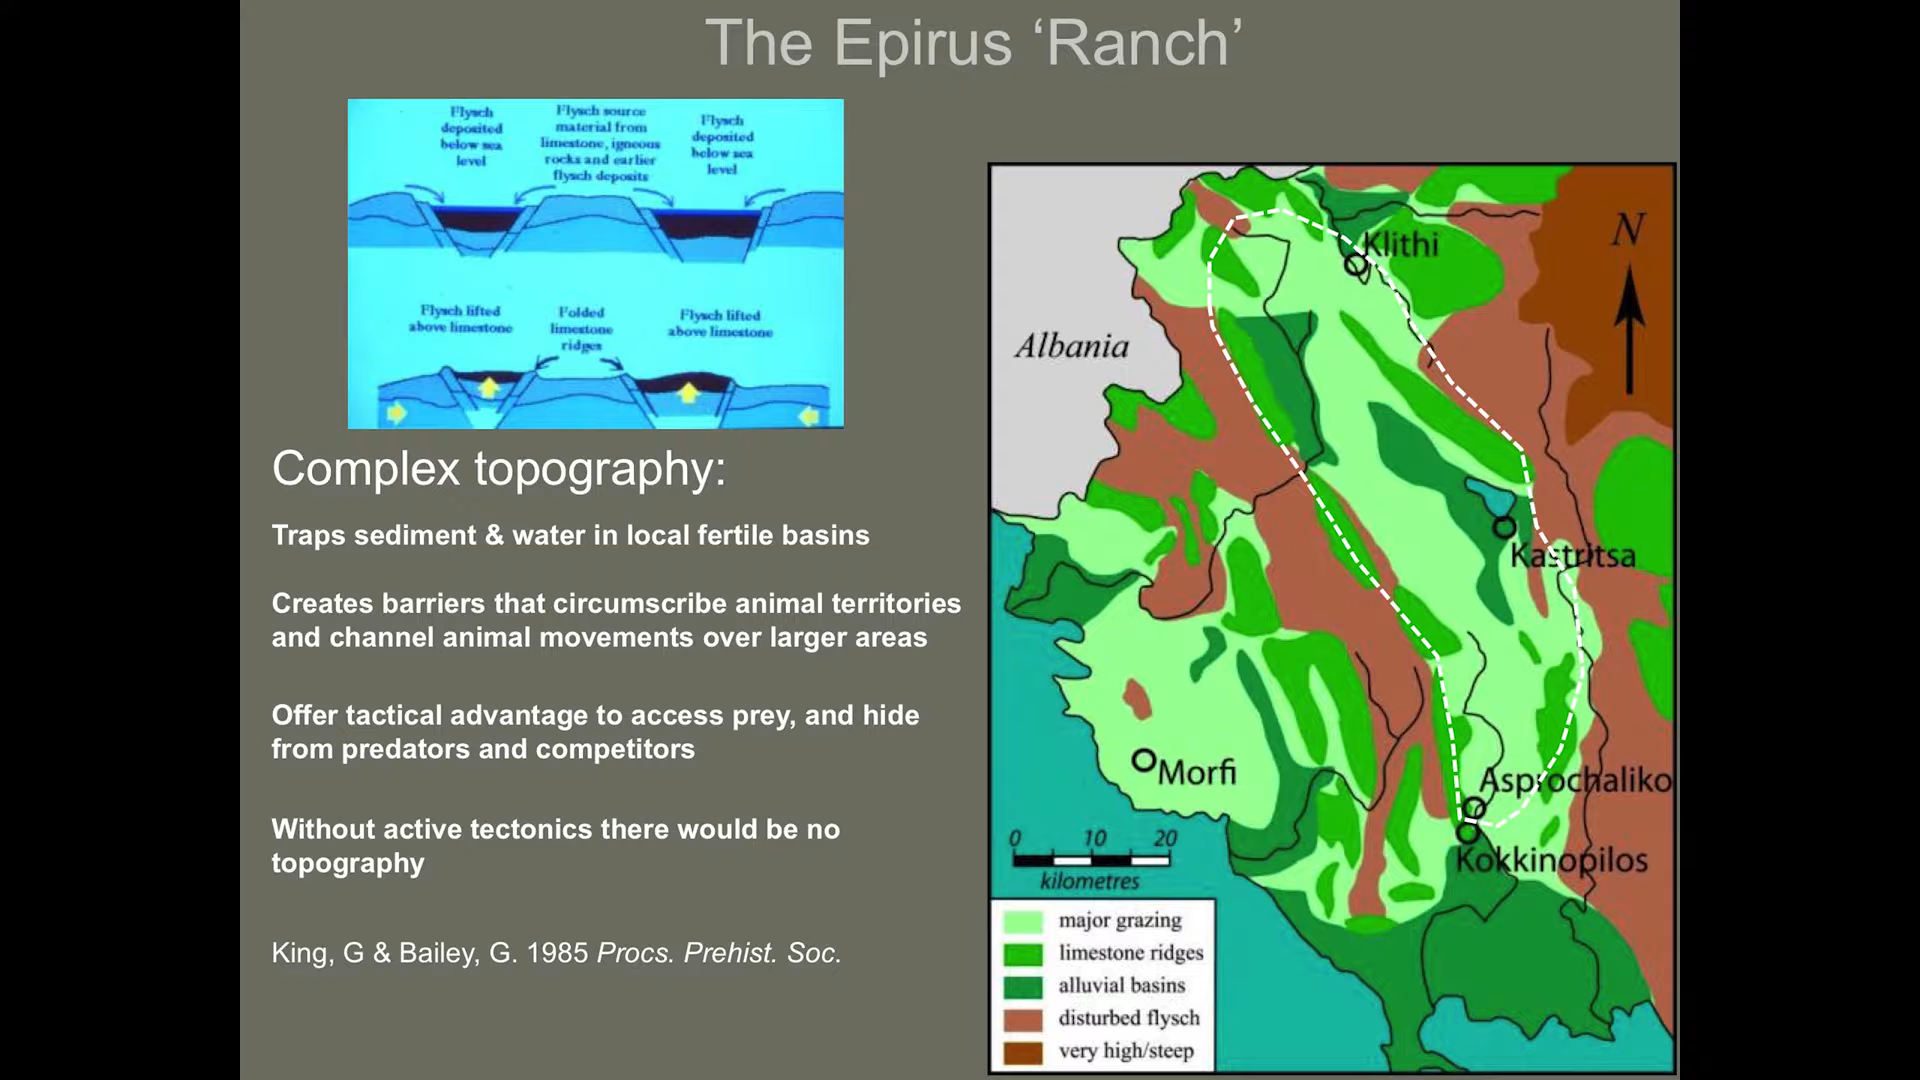 The Epirus ‘Ranch’
Flysch
deposited
below sea
level
Flysch source
material from
limestone, igneous
rocks and earlier
flysch deposits
Flysch
deposited
below sea
level
Flysch lifted
above limestone
Folded
limestone
ridges
Flysch lifted
above limestone
Complex topography:
Traps sediment & water in local fertile basins
Creates barriers that circumscribe animal territories
and channel animal movements over larger areas
Offer tactical advantage to access prey, and hide
from predators and competitors
Without active tectonics there would be no
topography
King, G & Bailey, G. 1985 Procs. Prehist. Soc.
N
Klithi
Albania
Kastritsa
Morfi
Asprochaliko
Kokkinopilos
0 10 20
kilometres
major grazing
limestone ridges
alluvial basins
disturbed flysch
very high/steep